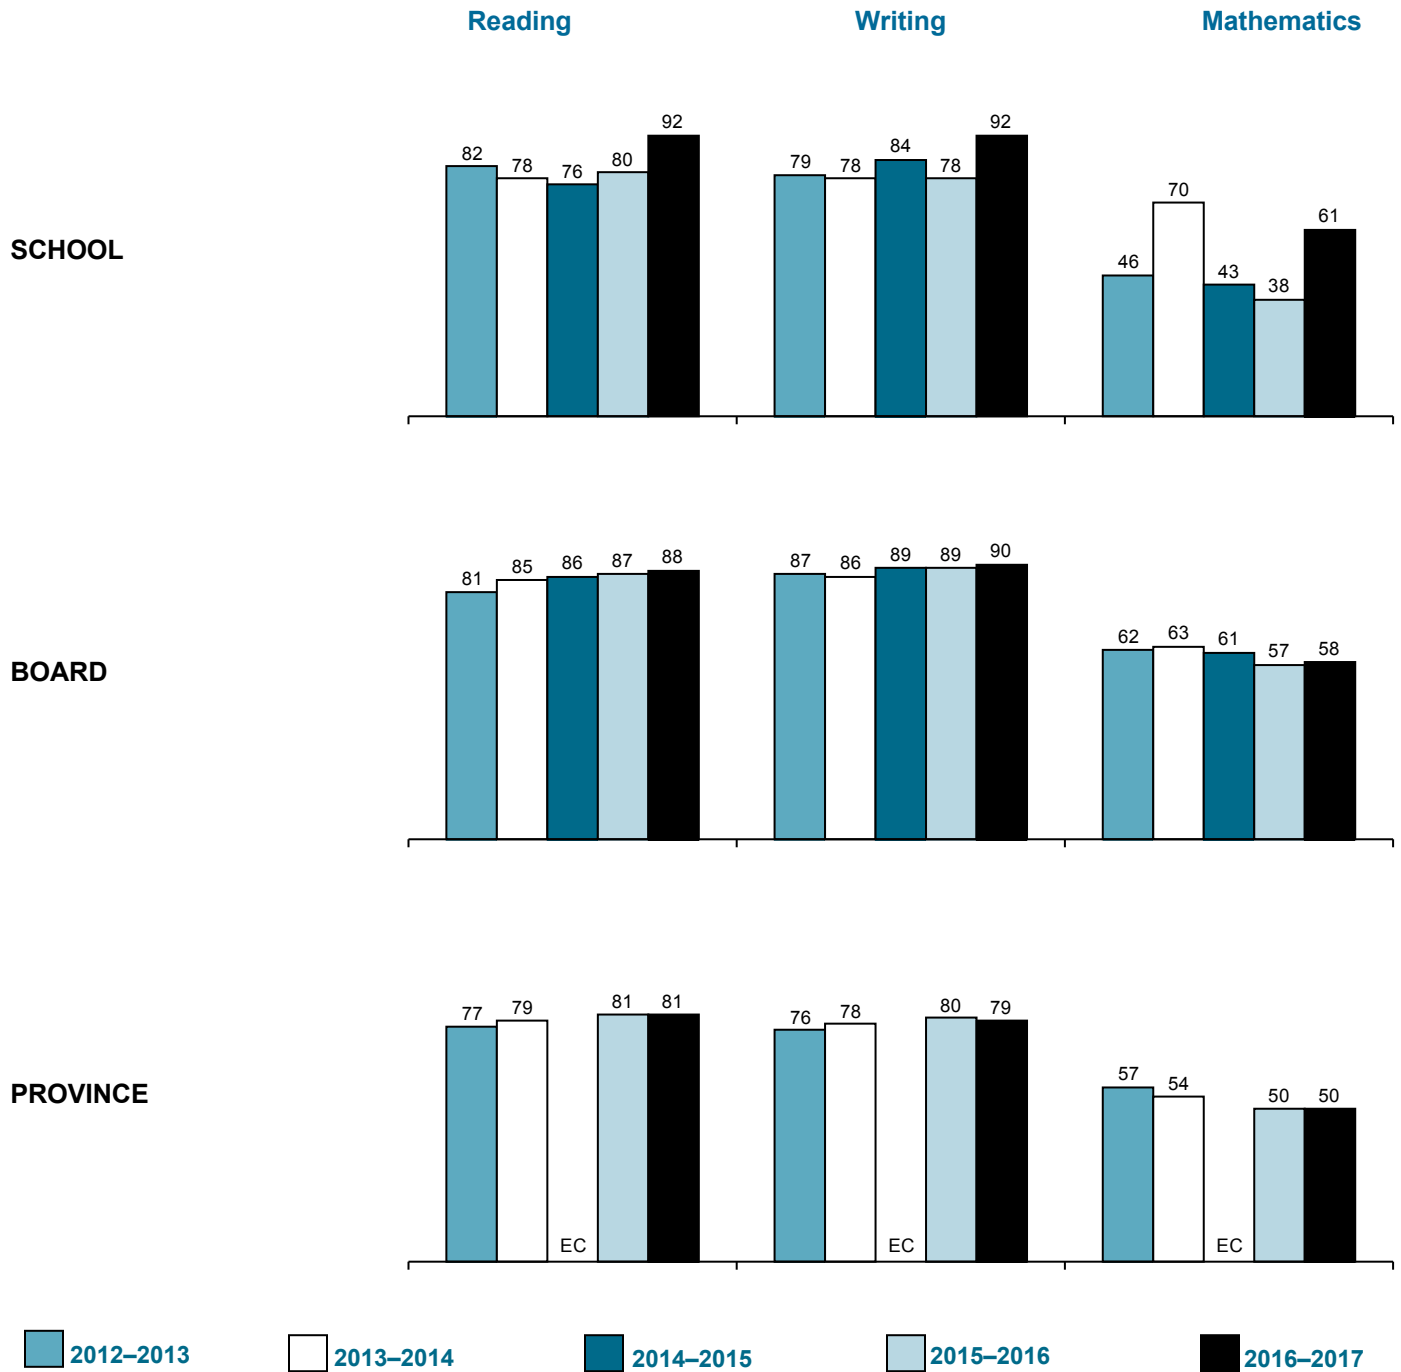 Reading Writing Mathematics
SCHOOL
82 78 76 80 92 79 78 84 78 92 46 70 43 38 61
BOARD
81 85 86 87 88 87 86 89 89 90 62 63 61 57 58
PROVINCE
77 79 EC 81 81 76 78 EC 80 79 57 54 EC 50 50
2012–2013 2013–2014 2014–2015 2015–2016 2016–2017